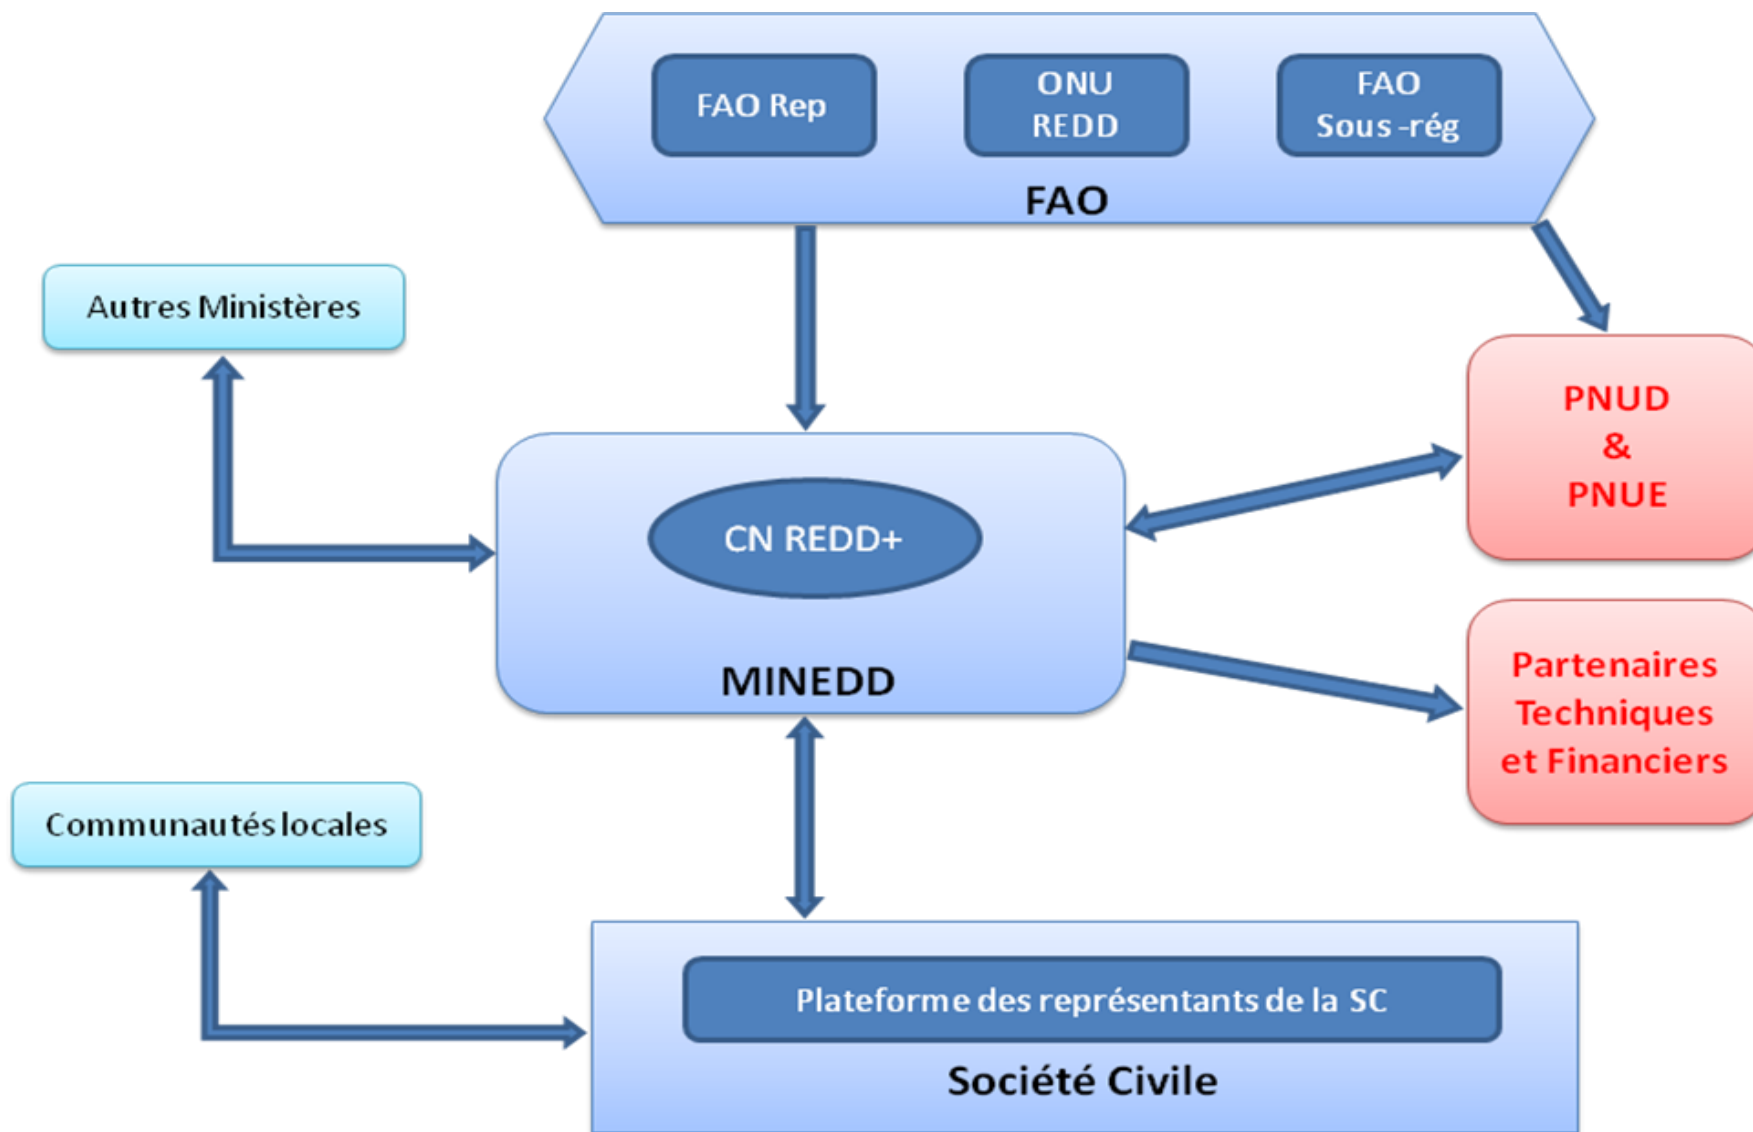 FAO Rep
ONU
REDD
FAO
Sous -rég
FAO
Autres Ministères
PNUD
&
PNUE
CN REDD+
MINEDD
Partenaires
Techniques
et Financiers
Communautés locales
Plateforme des représentants de la SC
Société Civile